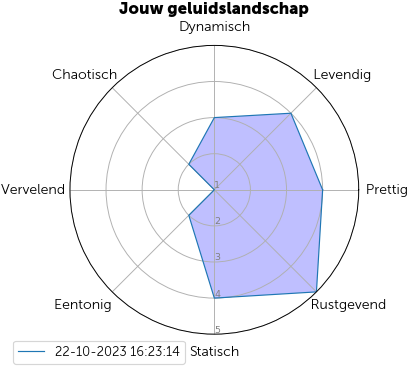 Jouw geluidslandschap
Dynamisch
Chaotisch
Levendig
Vervelend
1
Prettig
2
3
4
Eentonig
Rustgevend
5
22-10-2023 16:23:14
Statisch